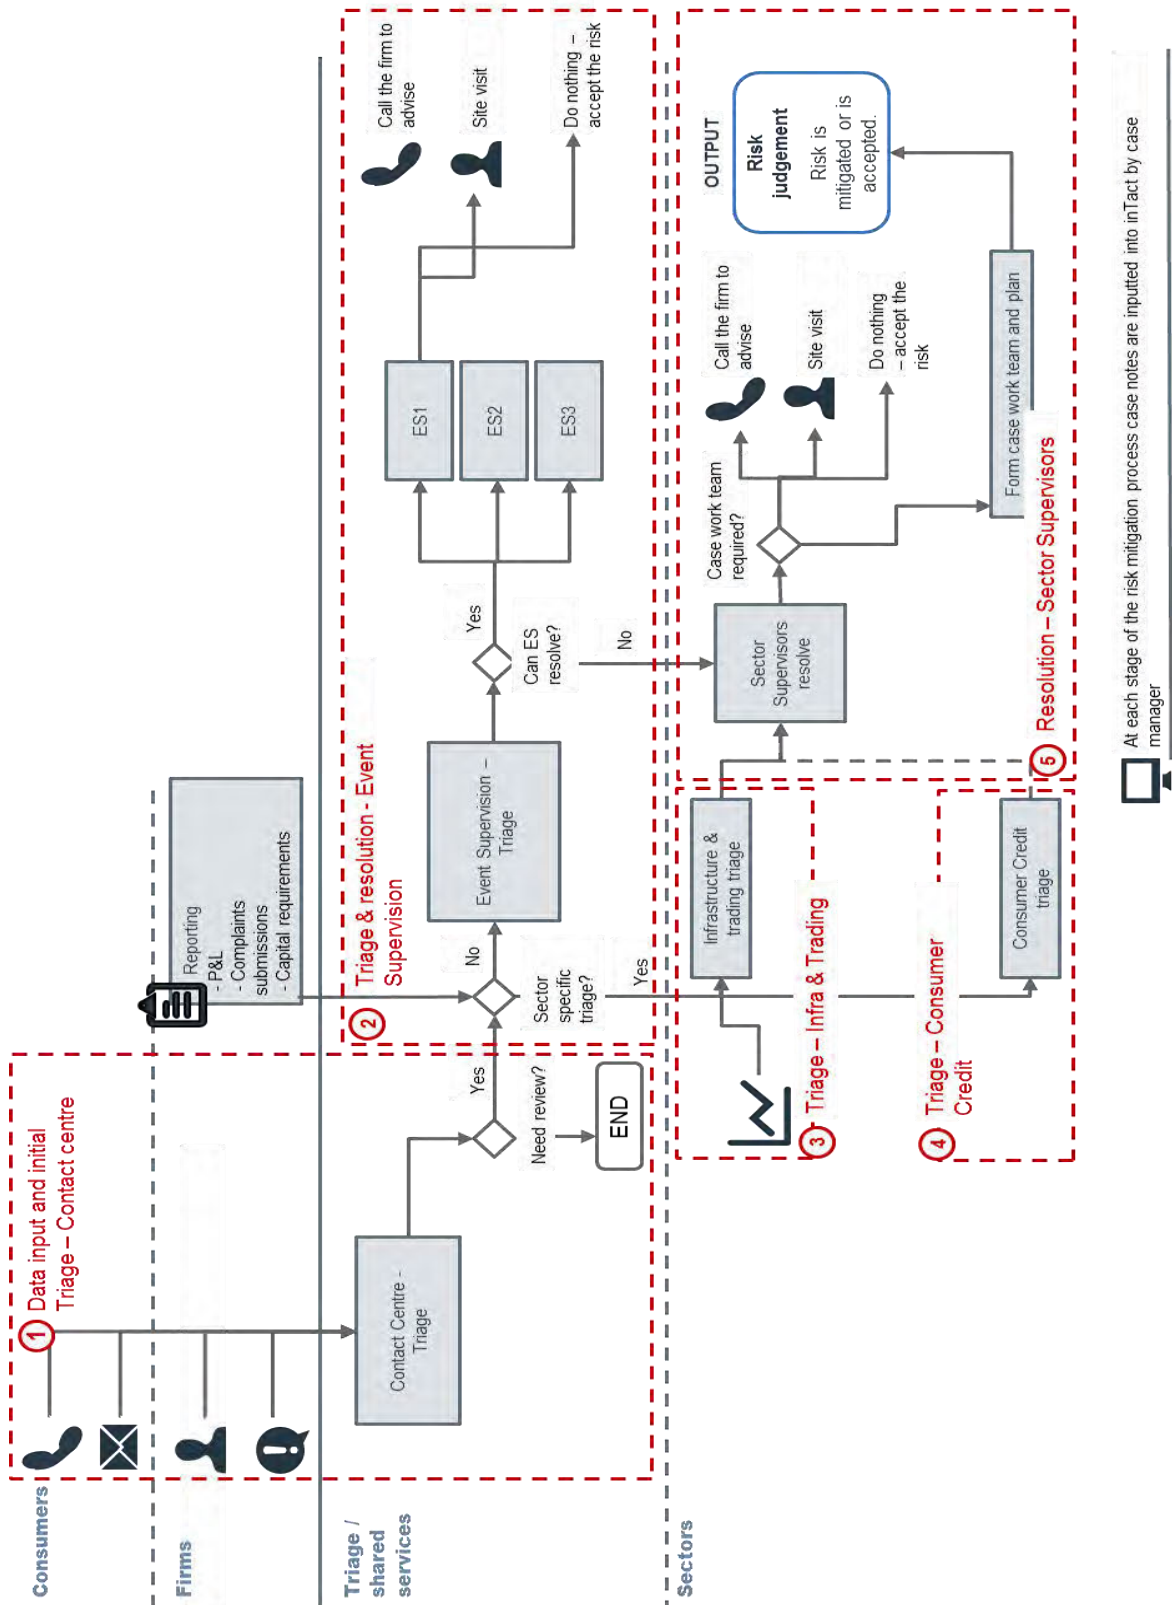 Consumers
Firms
Triage /
shared
services
Sectors
1
Data input and initial
Triage – Contact centre
Contact Centre -
Triage
Need review?
Yes
END
Reporting
- P&L
- Complaints
submissions
- Capital requirements
2
Triage & resolution - Event
Supervision
No
Sector
specific
triage?
Yes
Event Supervision –
Triage
Can ES
resolve?
Yes
No
ES1
ES2
ES3
Call the firm to
advise
Site visit
Do nothing –
accept the risk
3
Triage – Infra & Trading
Infrastructure &
trading triage
4
Triage – Consumer
Credit
Consumer Credit
triage
5
Resolution – Sector Supervisors
Sector
Supervisors
resolve
Case work team
required?
Call the firm to
advise
Site visit
Do nothing
– accept the
risk
Form case work team and plan
OUTPUT
Risk
judgement
Risk is
mitigated or is
accepted.
At each stage of the risk mitigation process case notes are inputted into inTact by case
manager